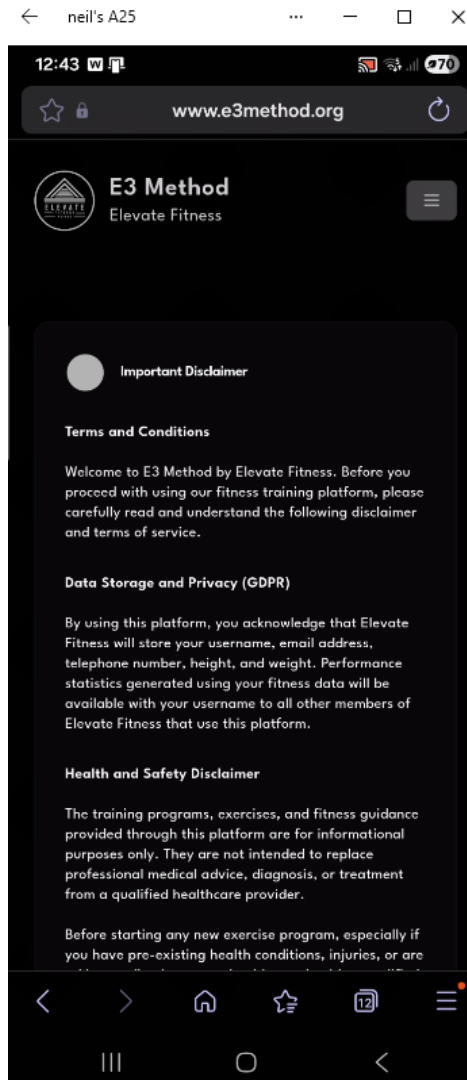 neil's A25
12:43
70
www.e3method.org
ELEVATE
E3 Method
Elevate Fitness
Important Disclaimer
Terms and Conditions
Welcome to E3 Method by Elevate Fitness. Before you
proceed with using our fitness training platform, please
carefully read and understand the following disclaimer
and terms of service.
Data Storage and Privacy (GDPR)
By using this platform, you acknowledge that Elevate
Fitness will store your username, email address,
telephone number, height, and weight. Performance
statistics generated using your fitness data will be
available with your username to all other members of
Elevate Fitness that use this platform.
Health and Safety Disclaimer
The training programs, exercises, and fitness guidance
provided through this platform are for informational
purposes only. They are not intended to replace
professional medical advice, diagnosis, or treatment
from a qualified healthcare provider.
Before starting any new exercise program, especially if
you have pre-existing health conditions, injuries, or are
12